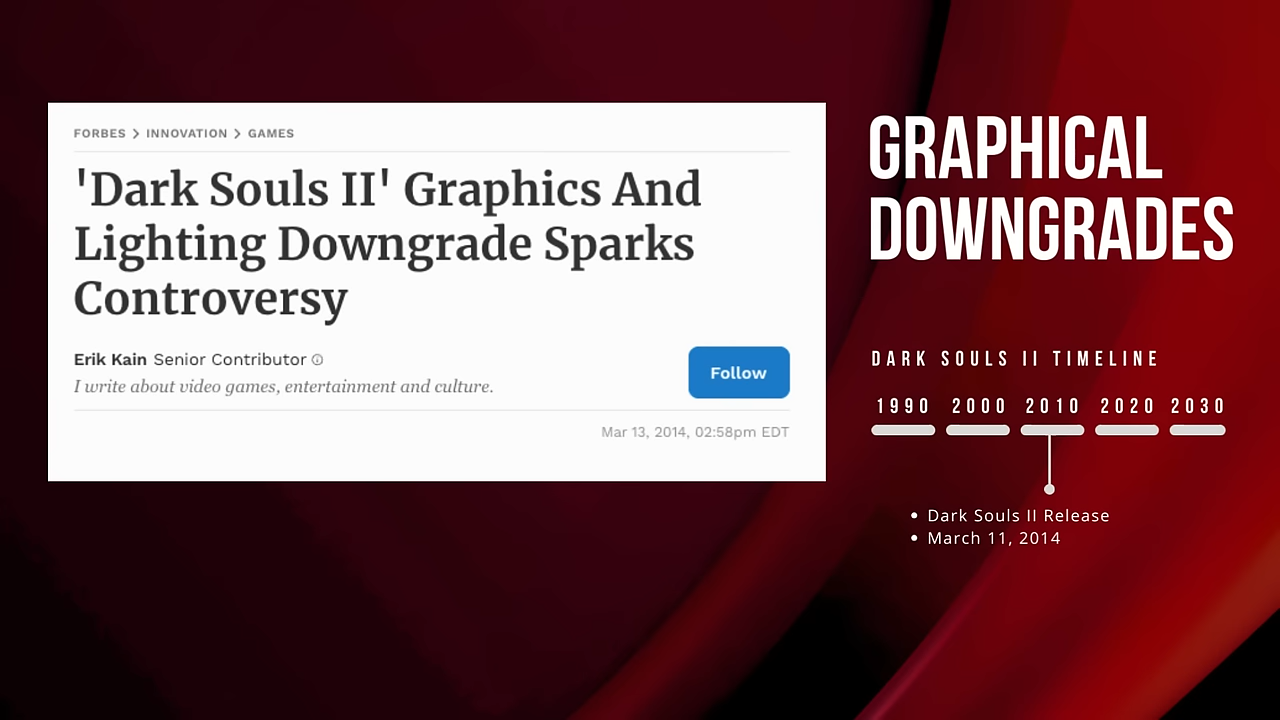 FORBES > INNOVATION > GAMES
'Dark Souls II' Graphics And
Lighting Downgrade Sparks
Controversy
Erik Kain Senior Contributor
I write about video games, entertainment and culture.
Follow
Mar 13, 2014, 02:58pm EDT
GRAPHICAL
DOWNGRADES
DARK SOULS II TIMELINE
1990 2000 2010 2020 2030
• Dark Souls II Release
• March 11, 2014